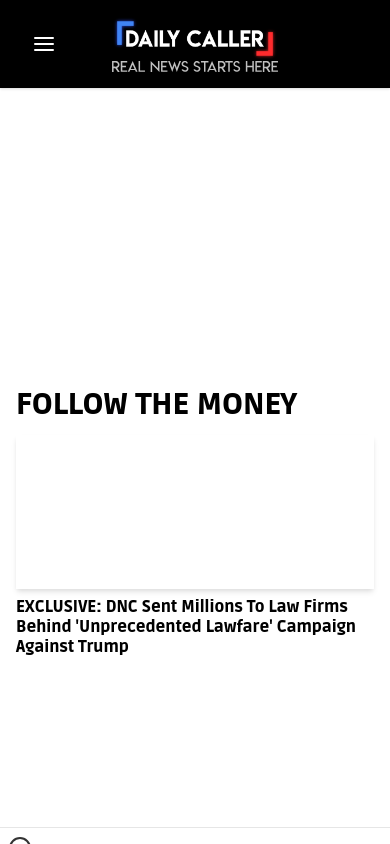 DAILY CALLER
REAL NEWS STARTS HERE
FOLLOW THE MONEY
EXCLUSIVE: DNC Sent Millions To Law Firms
Behind 'Unprecedented Lawfare' Campaign
Against Trump